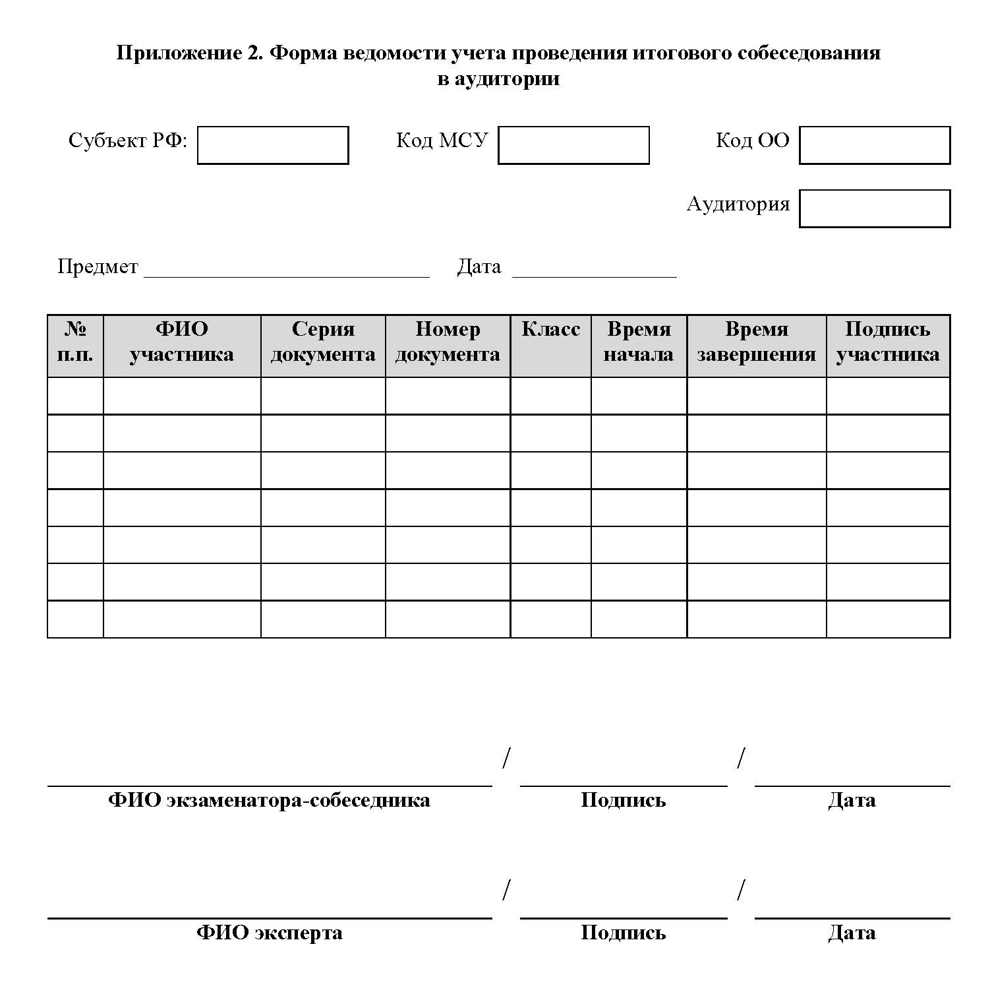 Приложение 2. Форма ведомости учета проведения итогового собеседования
в аудитории
Субъект РФ: Код МСУ Код ОО
Аудитория
Предмет Дата
№ ФИО Серия Номер Класс Время Время Подпись
п.п. участника документа документа начала завершения участника
/ /
ФИО экзаменатора-собеседника Подпись Дата
/ /
ФИО эксперта Подпись Дата